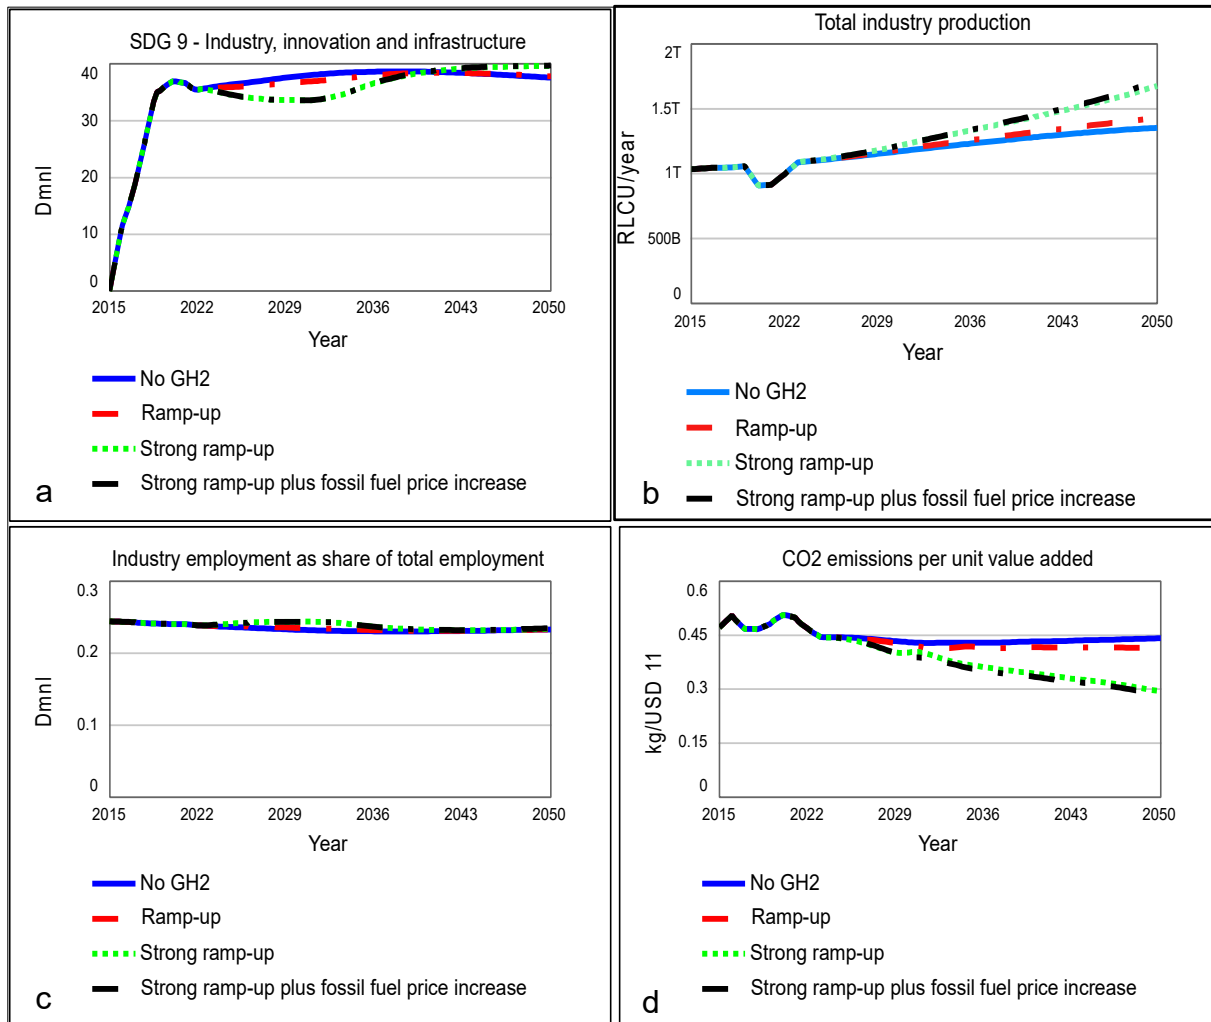 SDG 9 - Industry, innovation and infrastructure
40
30
20
10
0
Dmnl
2015 2022 2029 2036 2043 2050
Year
No GH2
Ramp-up
Strong ramp-up
Strong ramp-up plus fossil fuel price increase
a
Total industry production
2T
1.5T
1T
500B
0
RLCU/year
2015 2022 2029 2036 2043 2050
Year
No GH2
Ramp-up
Strong ramp-up
Strong ramp-up plus fossil fuel price increase
b
Industry employment as share of total employment
0.3
0.2
0.1
0
Dmnl
2015 2022 2029 2036 2043 2050
Year
No GH2
Ramp-up
Strong ramp-up
Strong ramp-up plus fossil fuel price increase
c
CO2 emissions per unit value added
0.6
0.45
0.3
0.15
0
kg/USD 11
2015 2022 2029 2036 2043 2050
Year
No GH2
Ramp-up
Strong ramp-up
Strong ramp-up plus fossil fuel price increase
d